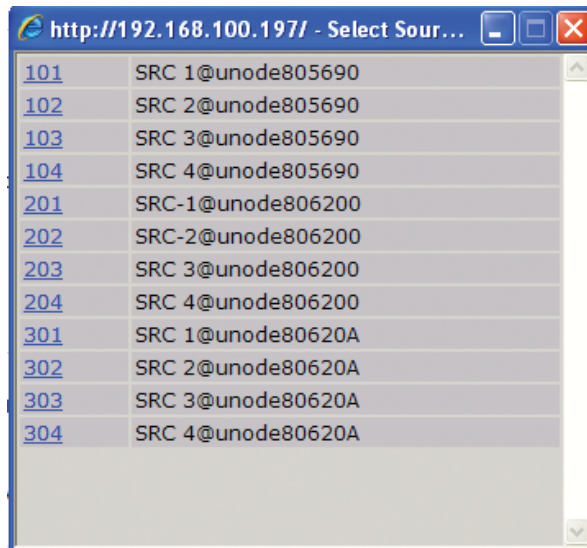 http://192.168.100.197/ - Select Sour...
101 SRC 1@unode805690
102 SRC 2@unode805690
103 SRC 3@unode805690
104 SRC 4@unode805690
201 SRC-1@unode806200
202 SRC-2@unode806200
203 SRC 3@unode806200
204 SRC 4@unode806200
301 SRC 1@unode80620A
302 SRC 2@unode80620A
303 SRC 3@unode80620A
304 SRC 4@unode80620A